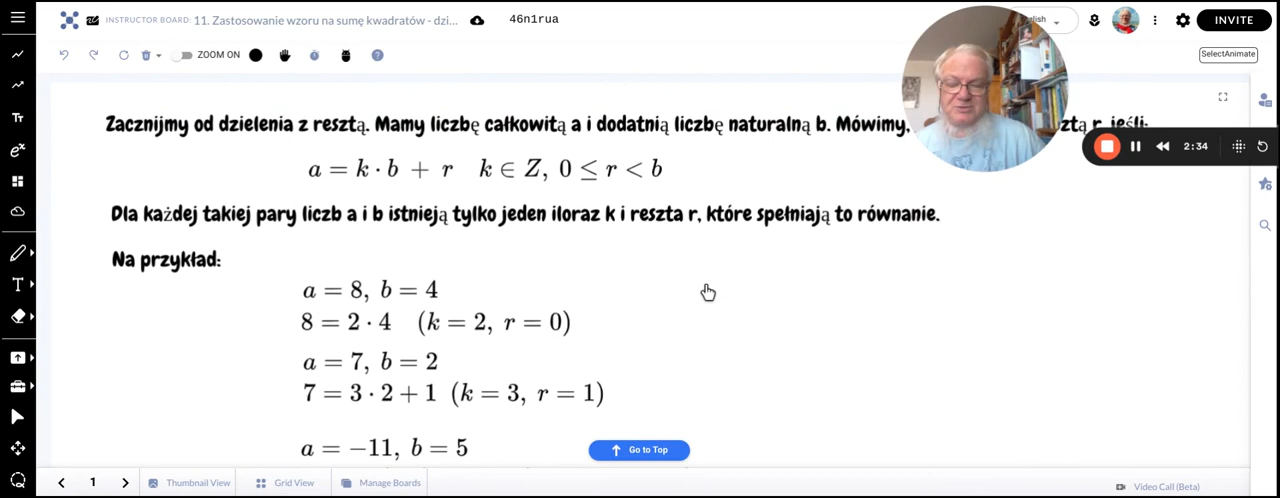 INSTRUCTOR BOARD: 11. Zastosowanie wzoru na sumę kwadratów - dzi...
46n1rua
INVITE
ZOOM ON
SelectAnimate
Zacznijmy od dzielenia z resztą. Mamy liczbę całkowitą a i dodatnią liczbę naturalną b. Mówimy, resztą r, jeśli:
2:34
a = k · b + r k ∈ Z, 0 ≤ r < b
Dla każdej takiej pary liczb a i b istnieją tylko jeden iloraz k i reszta r, które spełniają to równanie.
Na przykład:
a = 8, b = 4
8 = 2 · 4 (k = 2, r = 0)
a = 7, b = 2
7 = 3 · 2 + 1 (k = 3, r = 1)
a = −11, b = 5
Go to Top
1 Thumbnail View Grid View Manage Boards Video Call (Beta)